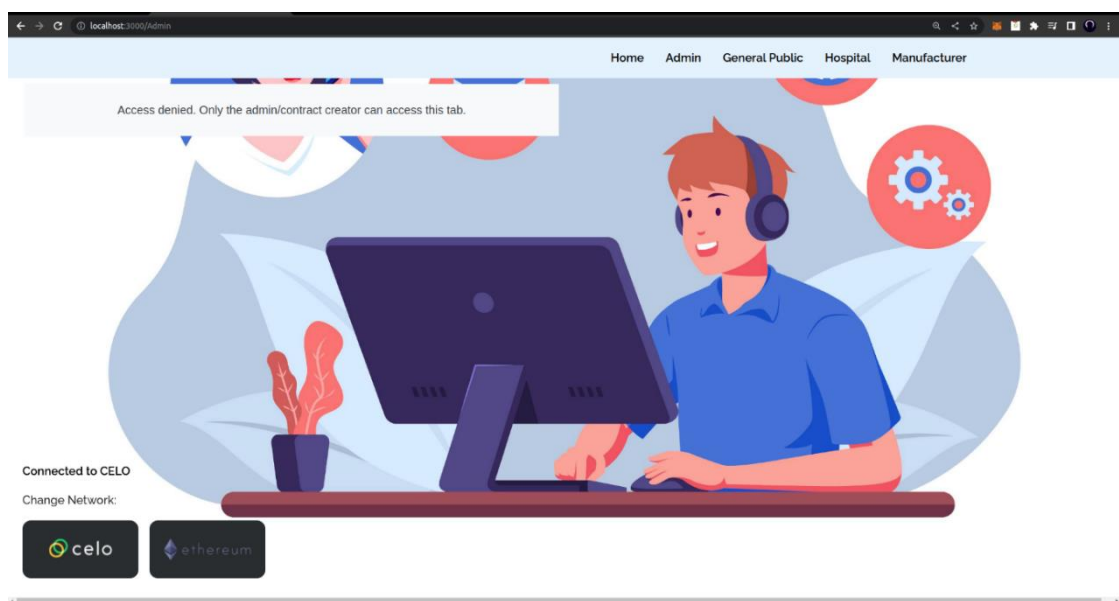 localhost:3000/Admin
Home Admin General Public Hospital Manufacturer
Access denied. Only the admin/contract creator can access this tab.
Connected to CELO
Change Network:
celo ethereum